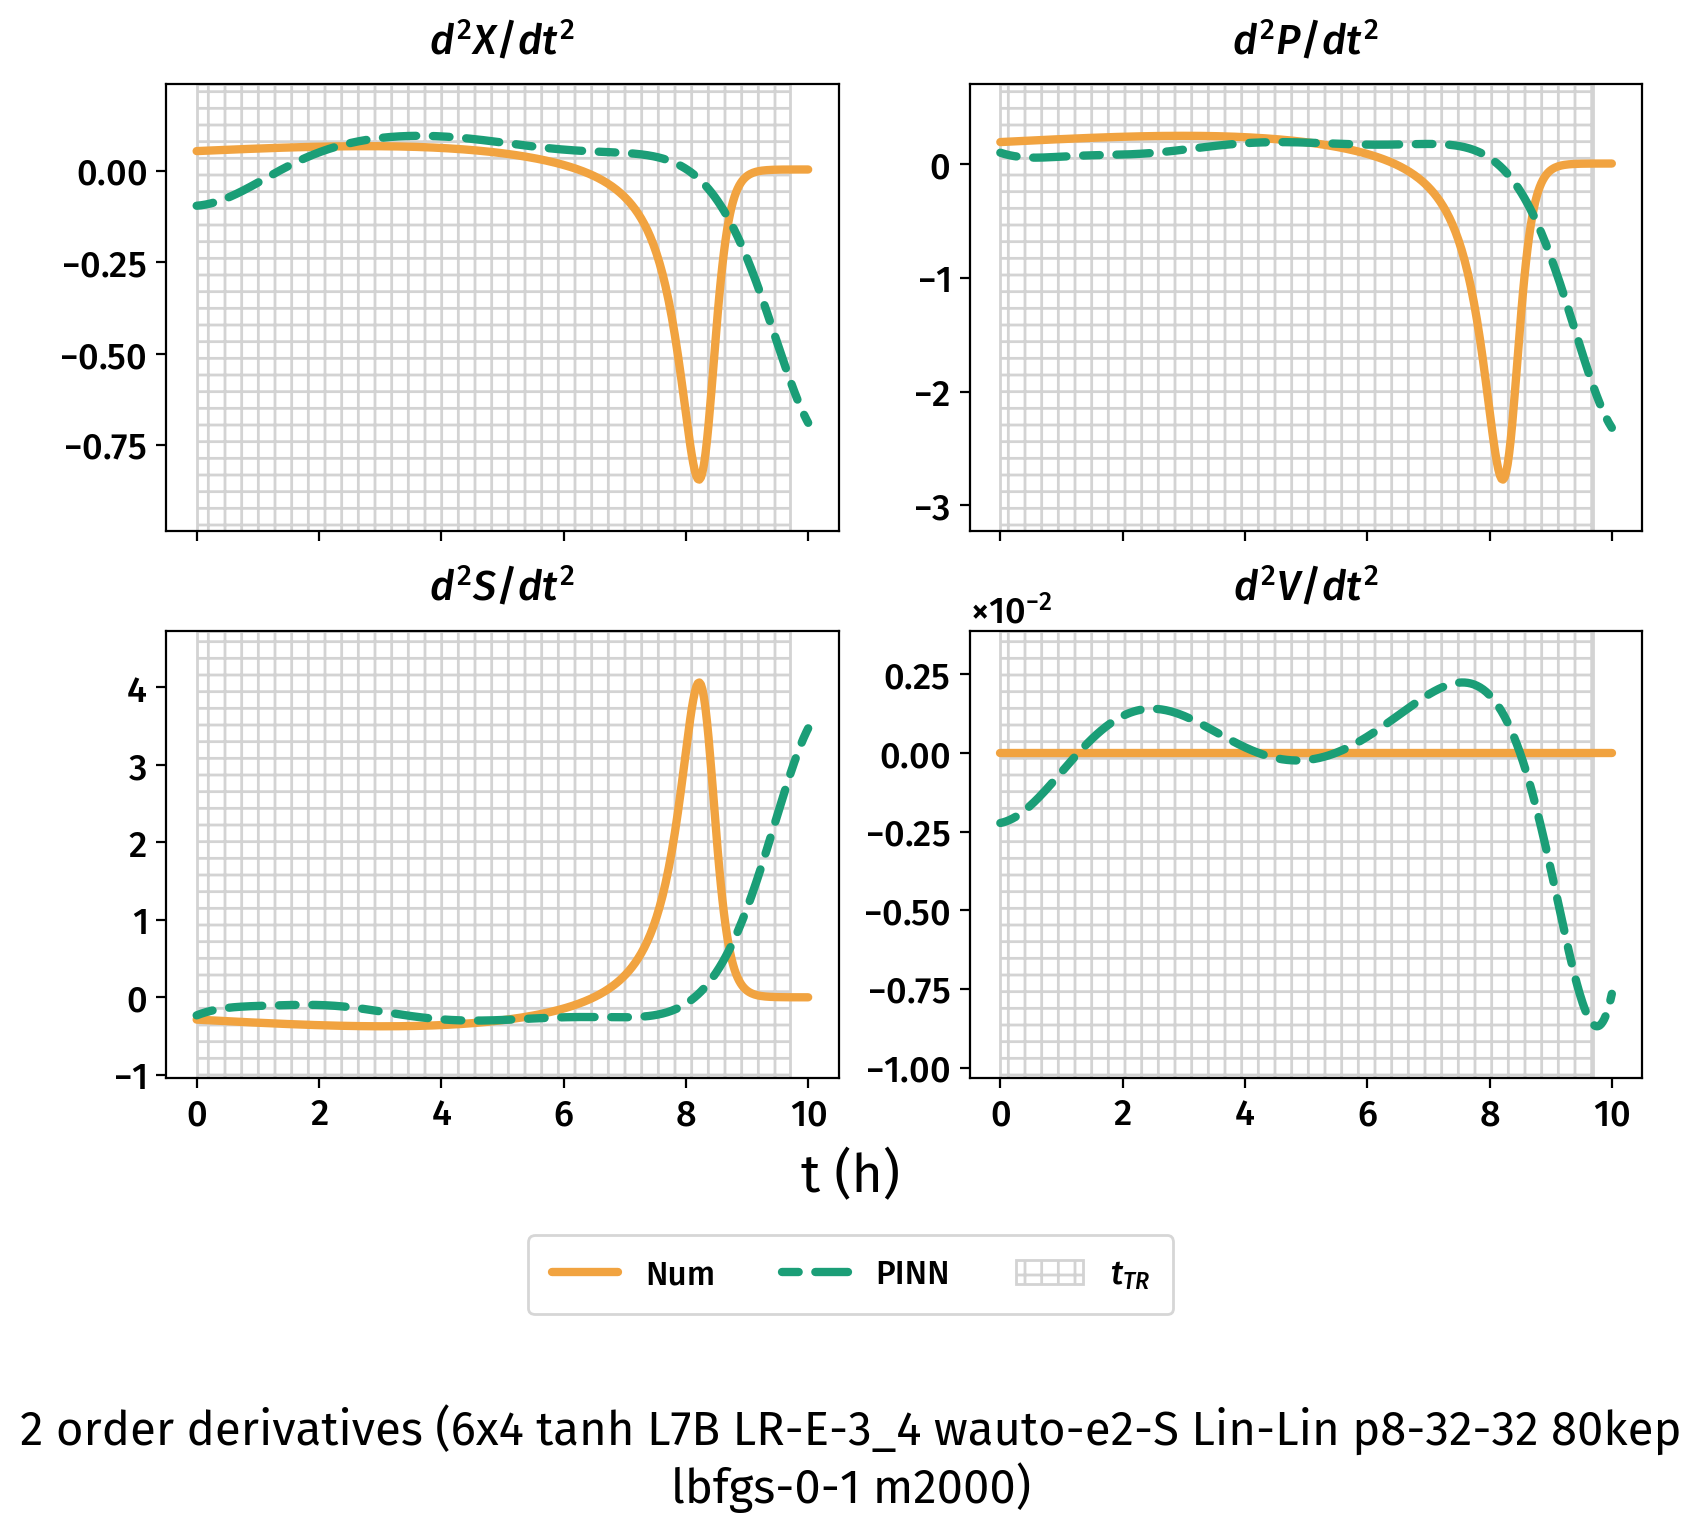 d²X/dt²
d²P/dt²
0.00
−0.25
−0.50
−0.75
0
−1
−2
−3
d²S/dt²
d²V/dt²
×10⁻²
4
3
2
1
0
−1
0.25
0.00
−0.25
−0.50
−0.75
−1.00
0 2 4 6 8 10
0 2 4 6 8 10
t (h)
Num PINN t_TR
2 order derivatives (6x4 tanh L7B LR-E-3_4 wauto-e2-S Lin-Lin p8-32-32 80kep
lbfgs-0-1 m2000)